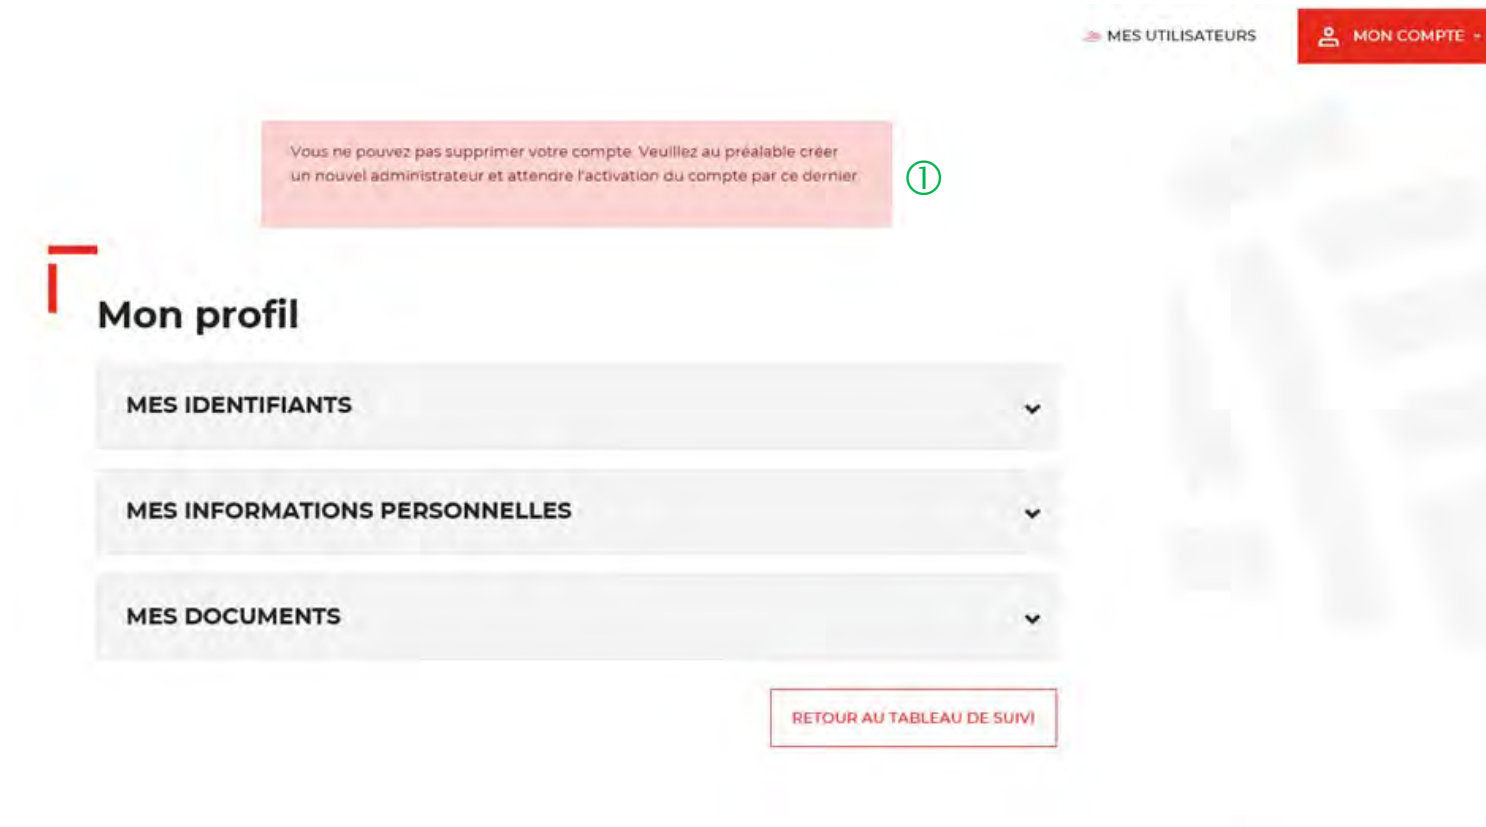 MES UTILISATEURS
MON COMPTE
Vous ne pouvez pas supprimer votre compte. Veuillez au préalable créer
un nouvel administrateur et attendre l'activation du compte par ce dernier.
①
Mon profil
MES IDENTIFIANTS
MES INFORMATIONS PERSONNELLES
MES DOCUMENTS
RETOUR AU TABLEAU DE SUIVI